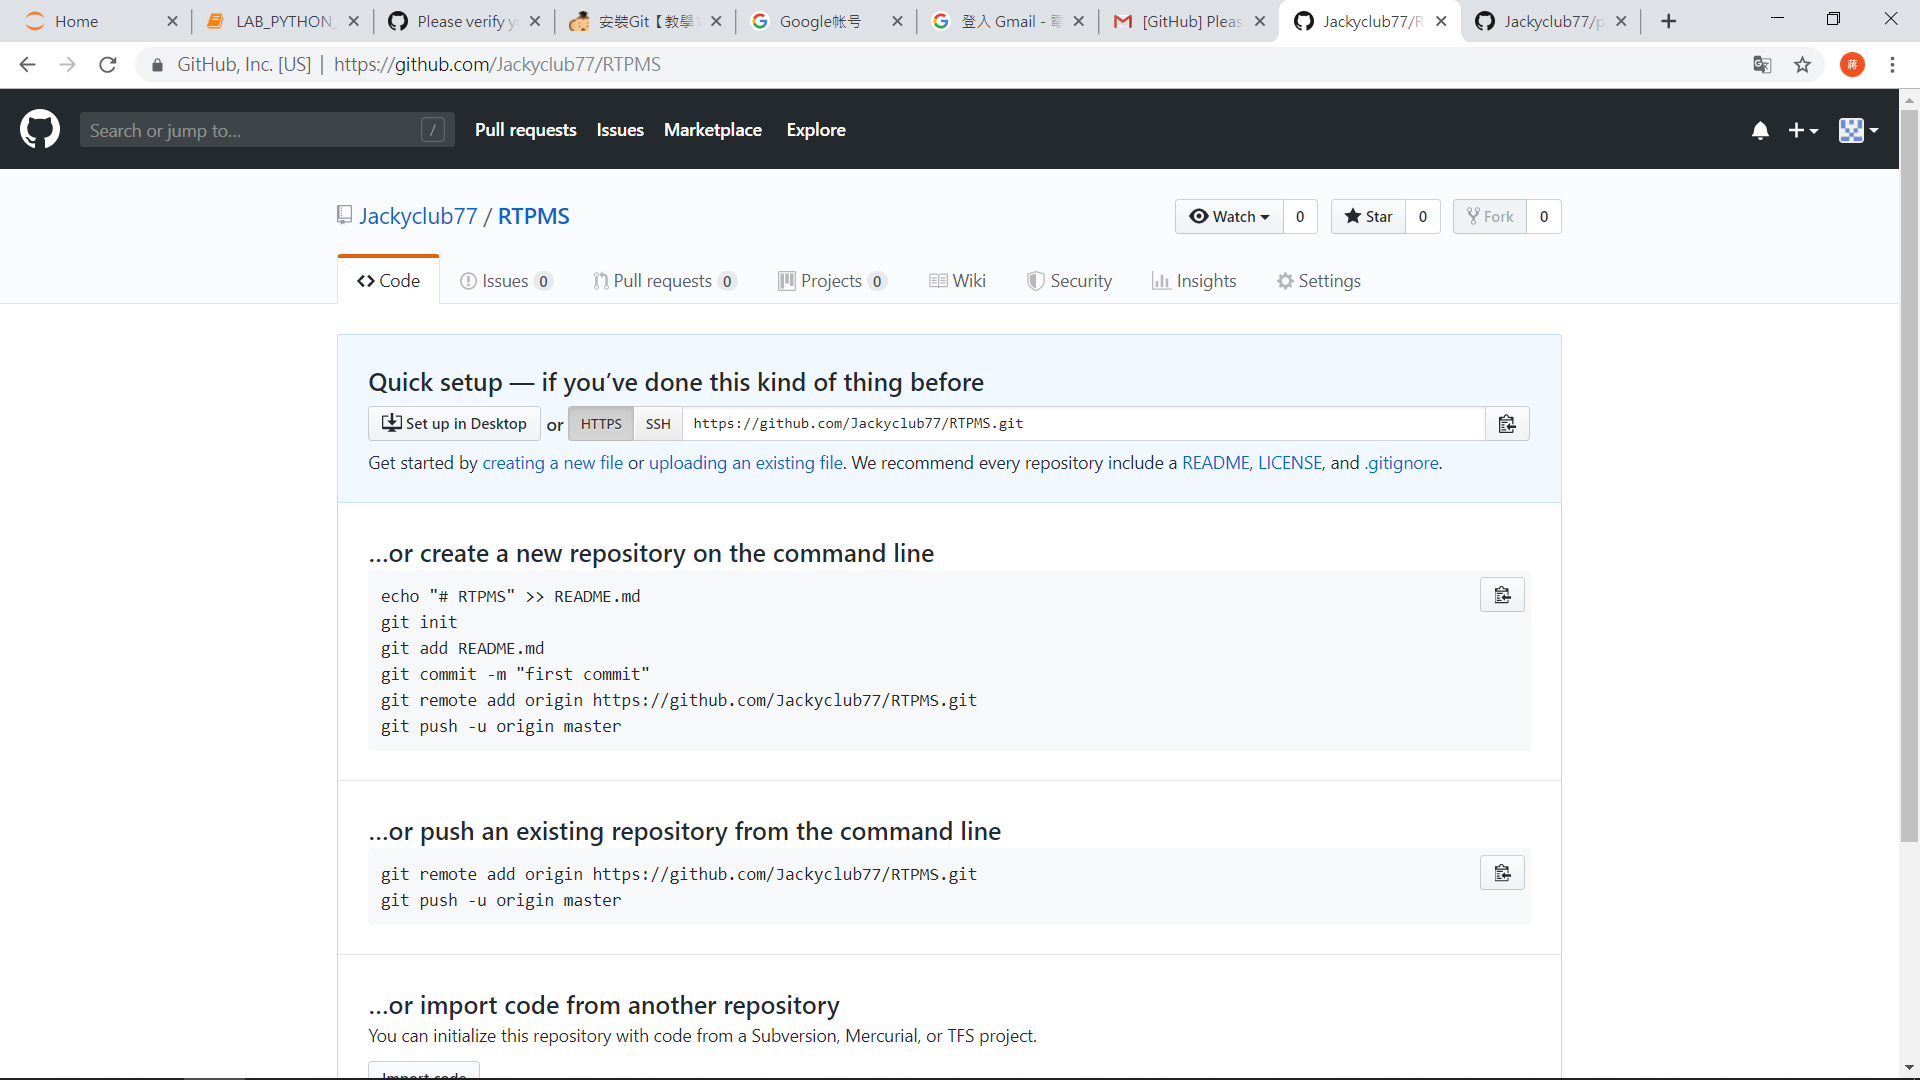 Home
LAB_PYTHON_
Please verify y
安裝Git【教學
Google帐号
登入 Gmail - 電
[GitHub] Pleas
Jackyclub77/R
Jackyclub77/p
GitHub, Inc. [US] | https://github.com/Jackyclub77/RTPMS
蔣
Search or jump to... /
Pull requests Issues Marketplace Explore
Jackyclub77 / RTPMS
Watch 0 Star 0 Fork 0
Code Issues 0 Pull requests 0 Projects 0 Wiki Security Insights Settings
Quick setup — if you’ve done this kind of thing before
Set up in Desktop or HTTPS SSH https://github.com/Jackyclub77/RTPMS.git
Get started by creating a new file or uploading an existing file. We recommend every repository include a README, LICENSE, and .gitignore.
…or create a new repository on the command line
echo "# RTPMS" >> README.md
git init
git add README.md
git commit -m "first commit"
git remote add origin https://github.com/Jackyclub77/RTPMS.git
git push -u origin master
…or push an existing repository from the command line
git remote add origin https://github.com/Jackyclub77/RTPMS.git
git push -u origin master
…or import code from another repository
You can initialize this repository with code from a Subversion, Mercurial, or TFS project.
Import code